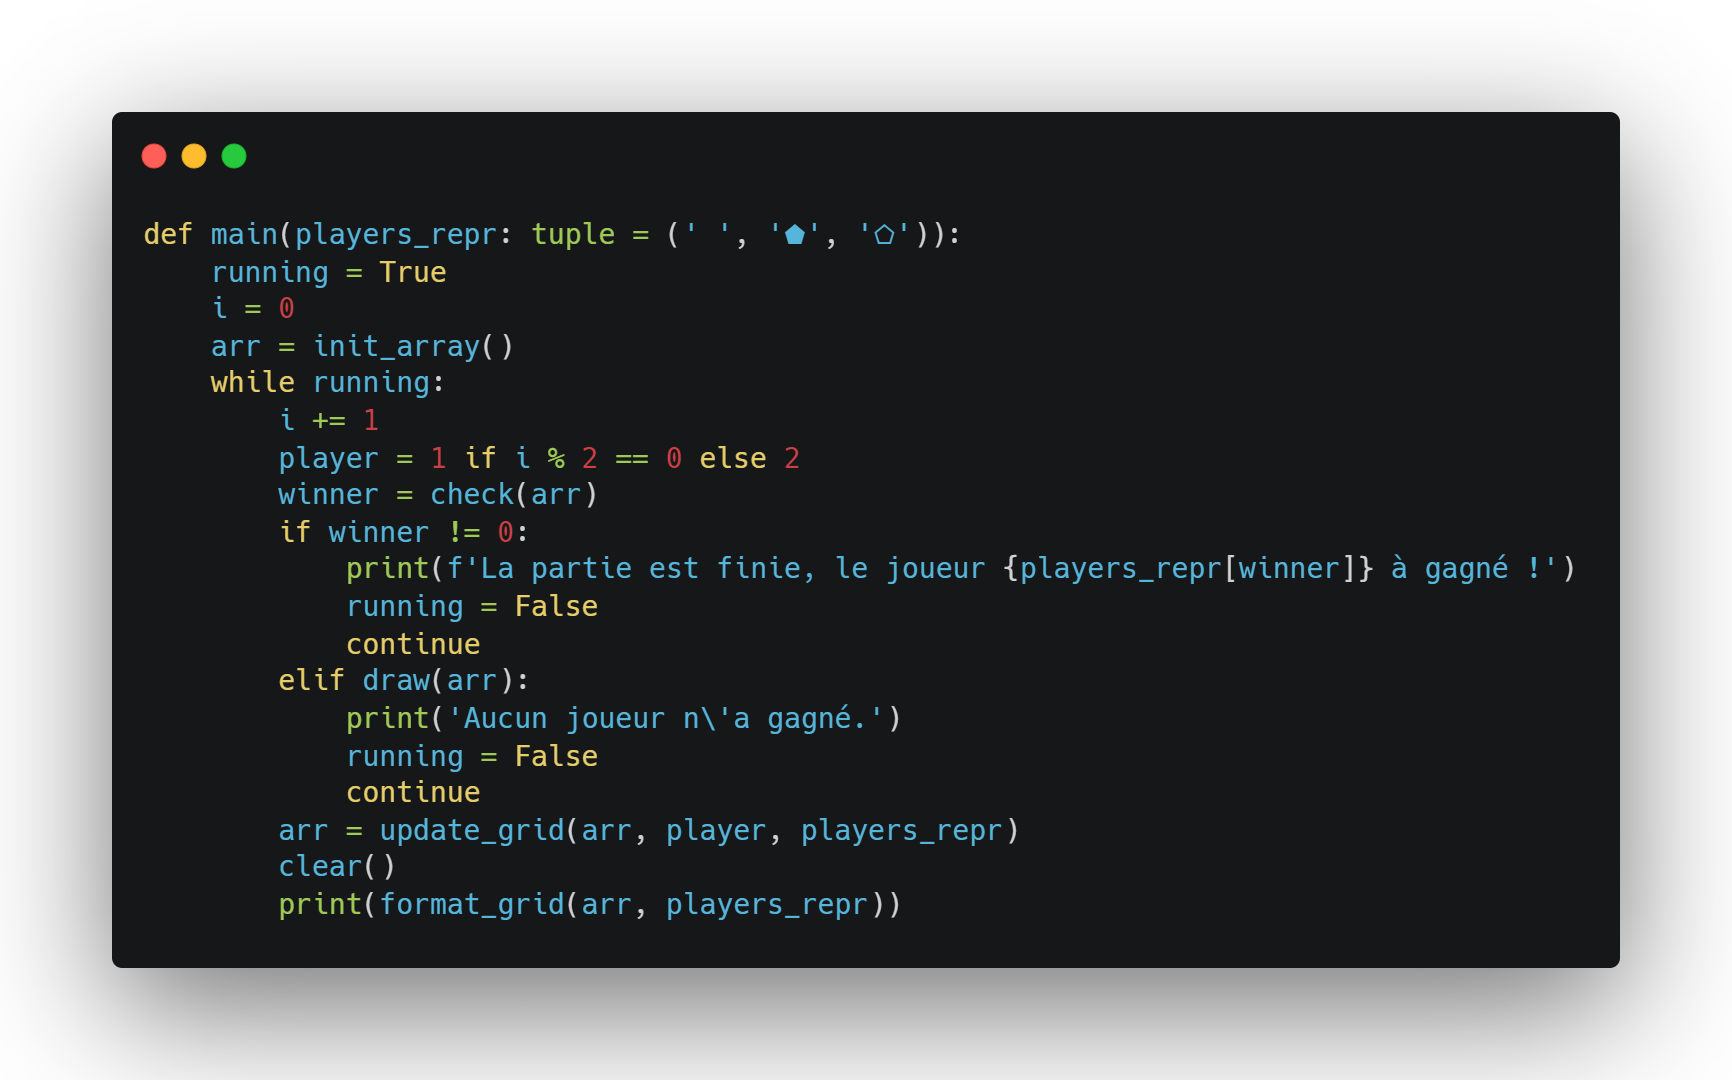 def main(players_repr: tuple = (' ', '⬟', '⬠')):
    running = True
    i = 0
    arr = init_array()
    while running:
        i += 1
        player = 1 if i % 2 == 0 else 2
        winner = check(arr)
        if winner != 0:
            print(f'La partie est finie, le joueur {players_repr[winner]} à gagné !')
            running = False
            continue
        elif draw(arr):
            print('Aucun joueur n\'a gagné.')
            running = False
            continue
        arr = update_grid(arr, player, players_repr)
        clear()
        print(format_grid(arr, players_repr))